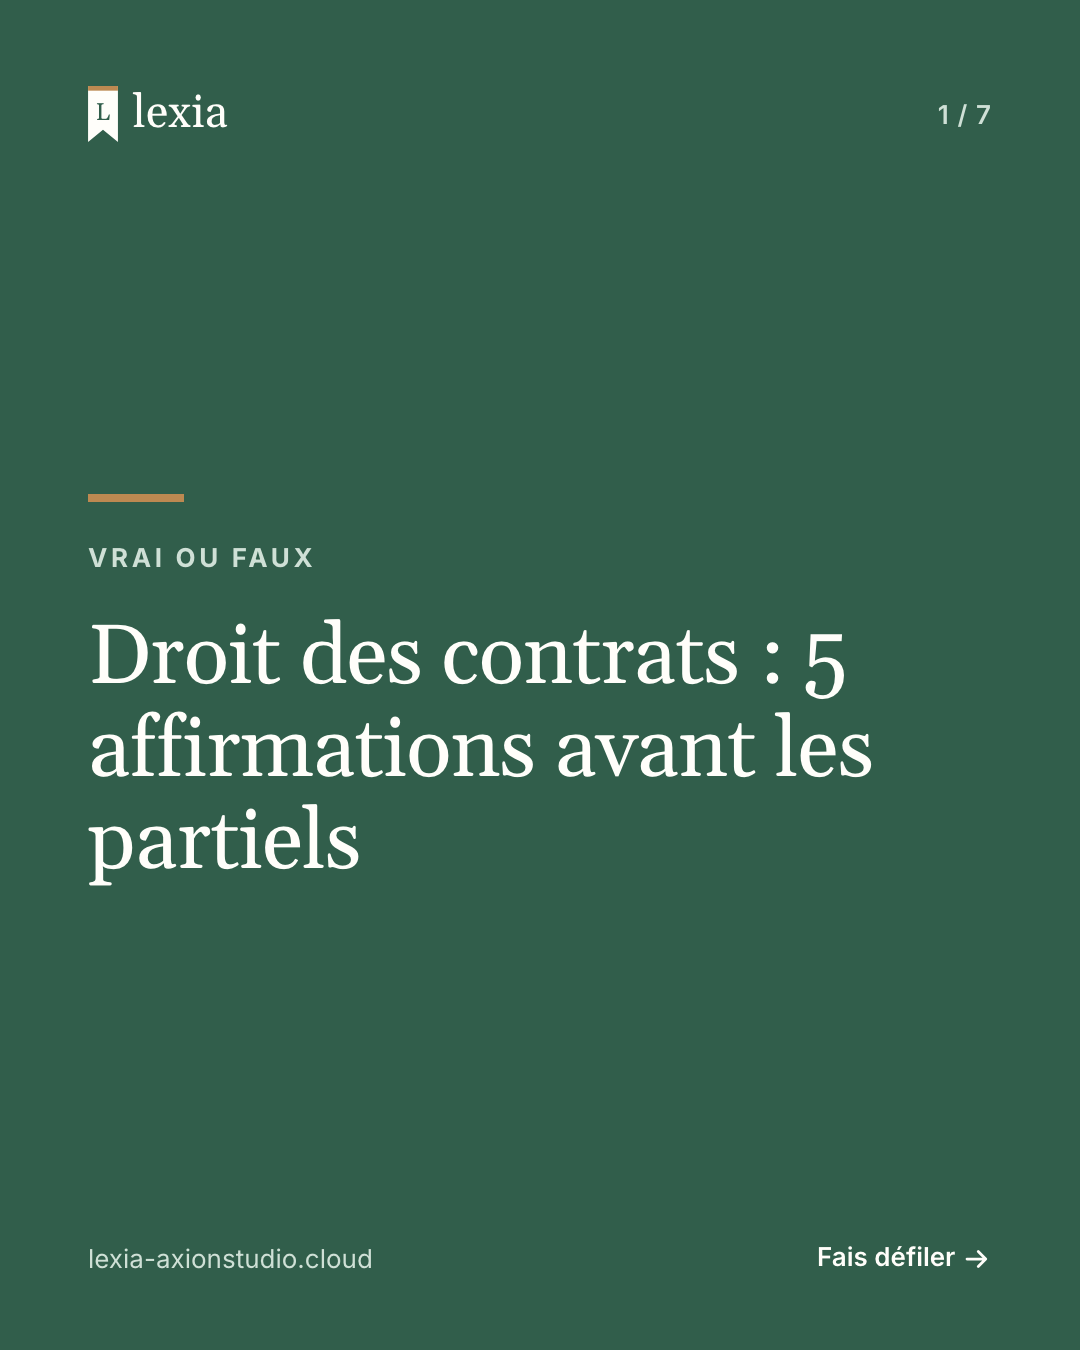 L lexia
1 / 7
VRAI OU FAUX
Droit des contrats : 5
affirmations avant les
partiels
lexia-axionstudio.cloud
Fais défiler →